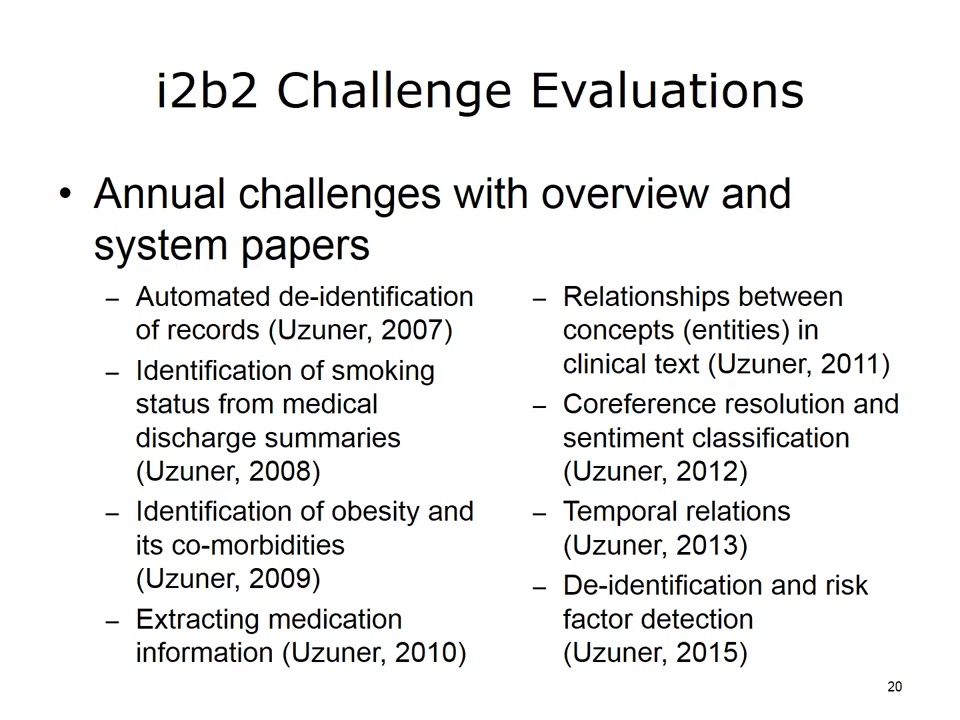 i2b2 Challenge Evaluations
• Annual challenges with overview and
system papers
– Automated de-identification
of records (Uzuner, 2007)
– Identification of smoking
status from medical
discharge summaries
(Uzuner, 2008)
– Identification of obesity and
its co-morbidities
(Uzuner, 2009)
– Extracting medication
information (Uzuner, 2010)
– Relationships between
concepts (entities) in
clinical text (Uzuner, 2011)
– Coreference resolution and
sentiment classification
(Uzuner, 2012)
– Temporal relations
(Uzuner, 2013)
– De-identification and risk
factor detection
(Uzuner, 2015)
20